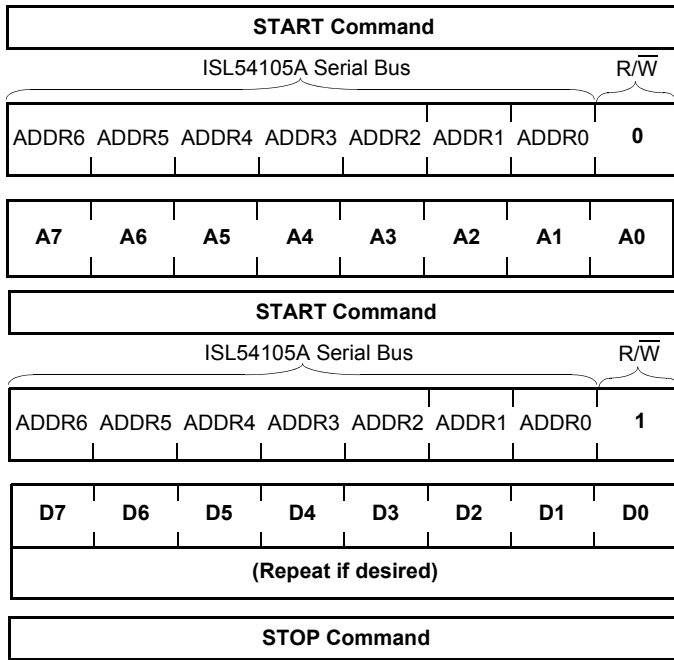 START Command
ISL54105A Serial Bus R/W̅
ADDR6 ADDR5 ADDR4 ADDR3 ADDR2 ADDR1 ADDR0 0
A7 A6 A5 A4 A3 A2 A1 A0
START Command
ISL54105A Serial Bus R/W̅
ADDR6 ADDR5 ADDR4 ADDR3 ADDR2 ADDR1 ADDR0 1
D7 D6 D5 D4 D3 D2 D1 D0
(Repeat if desired)
STOP Command